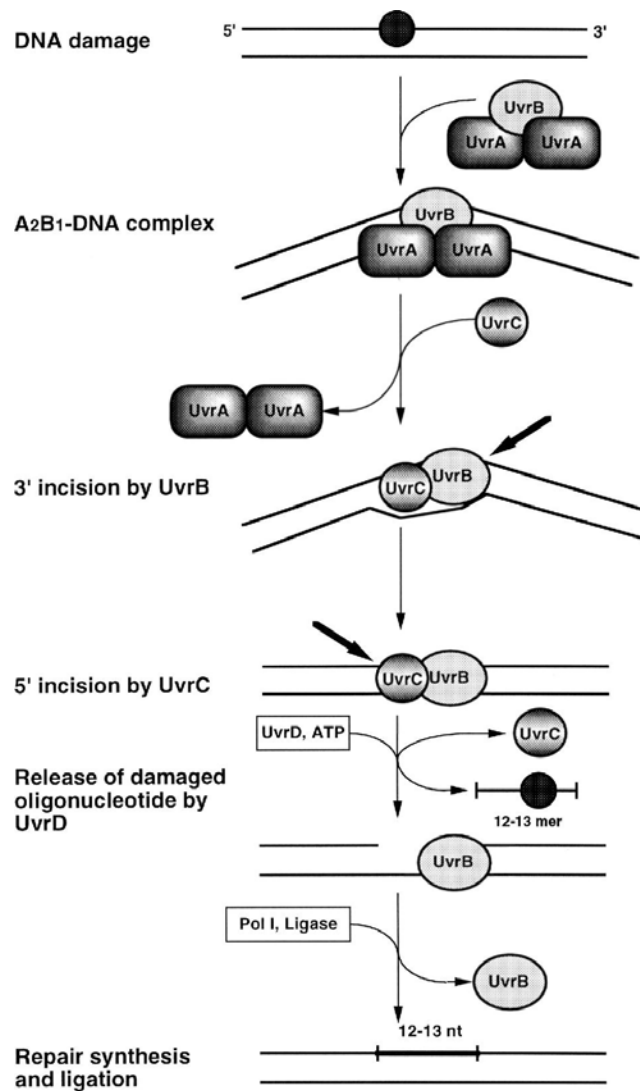 5'
3'
DNA damage
UvrB
UvrA UvrA
A2B1-DNA complex
UvrB
UvrA UvrA
UvrC
UvrA UvrA
3' incision by UvrB
UvrC UvrB
5' incision by UvrC
UvrC UvrB
UvrD, ATP
UvrC
Release of damaged
oligonucleotide by
UvrD
12-13 mer
UvrB
Pol I, Ligase
UvrB
12-13 nt
Repair synthesis
and ligation